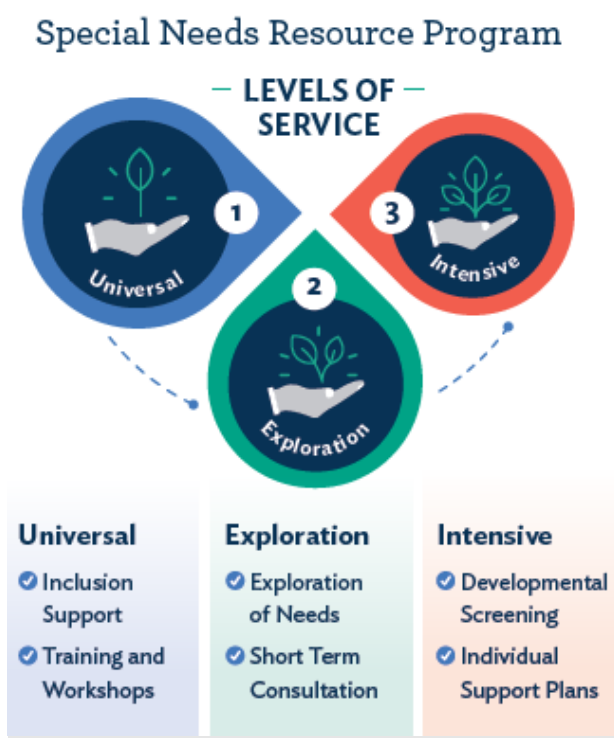 Special Needs Resource Program
LEVELS OF
SERVICE
1
Universal
2
Exploration
3
Intensive
Universal
Inclusion
Support
Training and
Workshops
Exploration
Exploration
of Needs
Short Term
Consultation
Intensive
Developmental
Screening
Individual
Support Plans